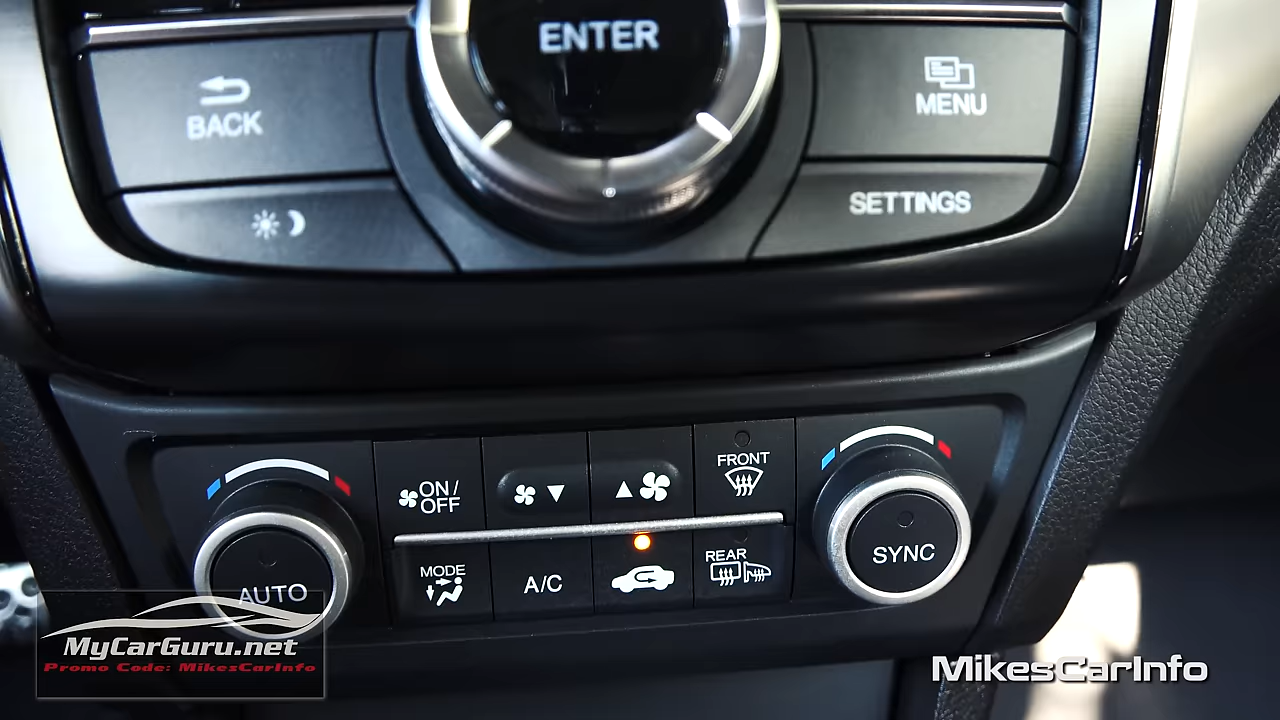 ENTER
BACK
MENU
SETTINGS
ON /
OFF
FRONT
MODE
A/C
REAR
AUTO
SYNC
MyCarGuru.net
Promo Code: MikesCarInfo
MikesCarInfo